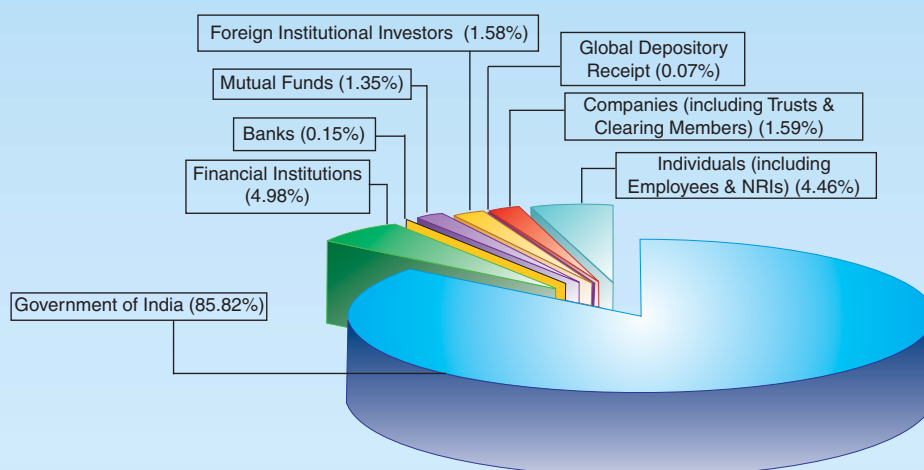 Foreign Institutional Investors (1.58%)
Global Depository
Receipt (0.07%)
Mutual Funds (1.35%)
Companies (including Trusts &
Clearing Members) (1.59%)
Banks (0.15%)
Financial Institutions
(4.98%)
Individuals (including
Employees & NRIs) (4.46%)
Government of India (85.82%)